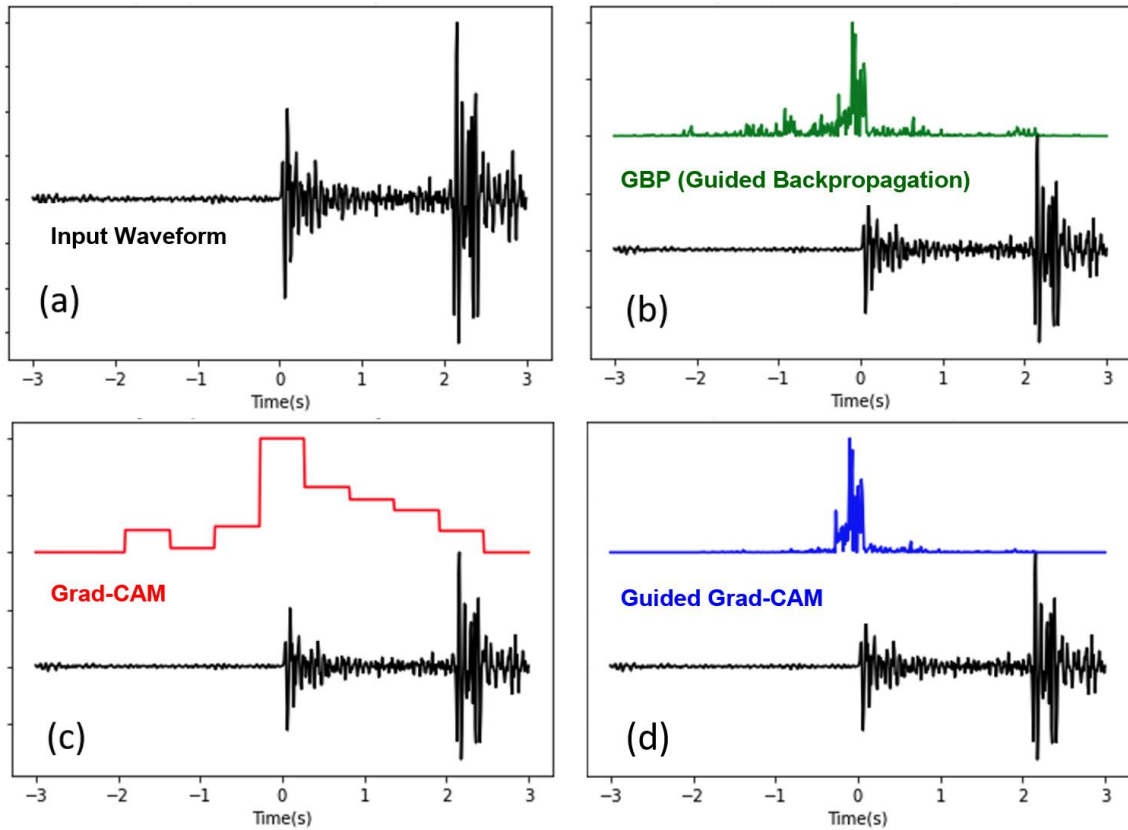 Input Waveform
(a)
−3 −2 −1 0 1 2 3
Time(s)
GBP (Guided Backpropagation)
(b)
−3 −2 −1 0 1 2 3
Time(s)
Grad-CAM
(c)
−3 −2 −1 0 1 2 3
Time(s)
Guided Grad-CAM
(d)
−3 −2 −1 0 1 2 3
Time(s)